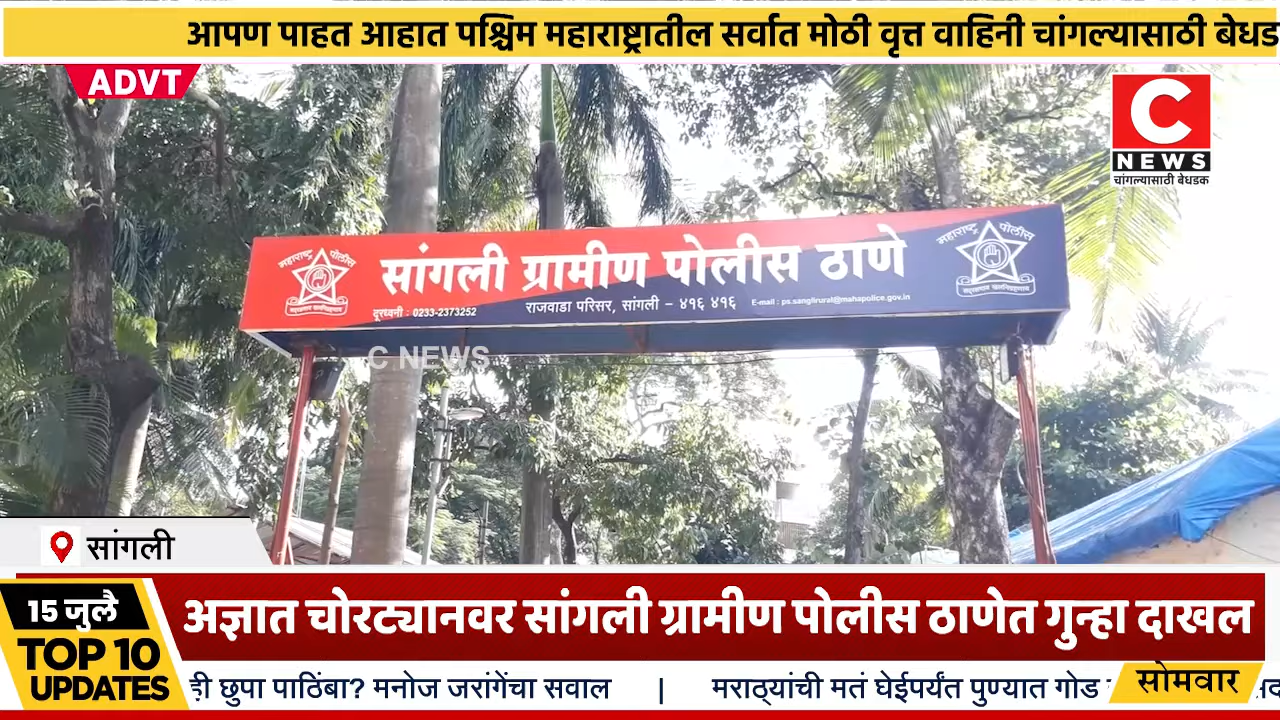 आपण पाहत आहात पश्चिम महाराष्ट्रातील सर्वात मोठी वृत्त वाहिनी चांगल्यासाठी बेधड
ADVT
C
NEWS
चांगल्यासाठी बेधडक
महाराष्ट्र पोलीस
सांगली ग्रामीण पोलीस ठाणे
महाराष्ट्र पोलीस
दूरध्वनी : 0233-2373252
राजवाडा परिसर, सांगली – ४१६ ४१६
E-mail : ps.sanglirural@mahapolice.gov.in
C NEWS
सांगली
15 जुलै
अज्ञात चोरट्यानवर सांगली ग्रामीण पोलीस ठाणेत गुन्हा दाखल
TOP 10
UPDATES
ही छुपा पाठिंबा? मनोज जरांगेंचा सवाल | मराठ्यांची मतं घेईपर्यंत पुण्यात गोड
सोमवार